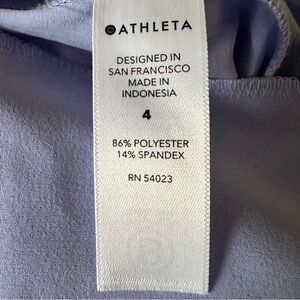 ATHLETA
DESIGNED IN
SAN FRANCISCO
MADE IN
INDONESIA
4
86% POLYESTER
14% SPANDEX
RN 54023